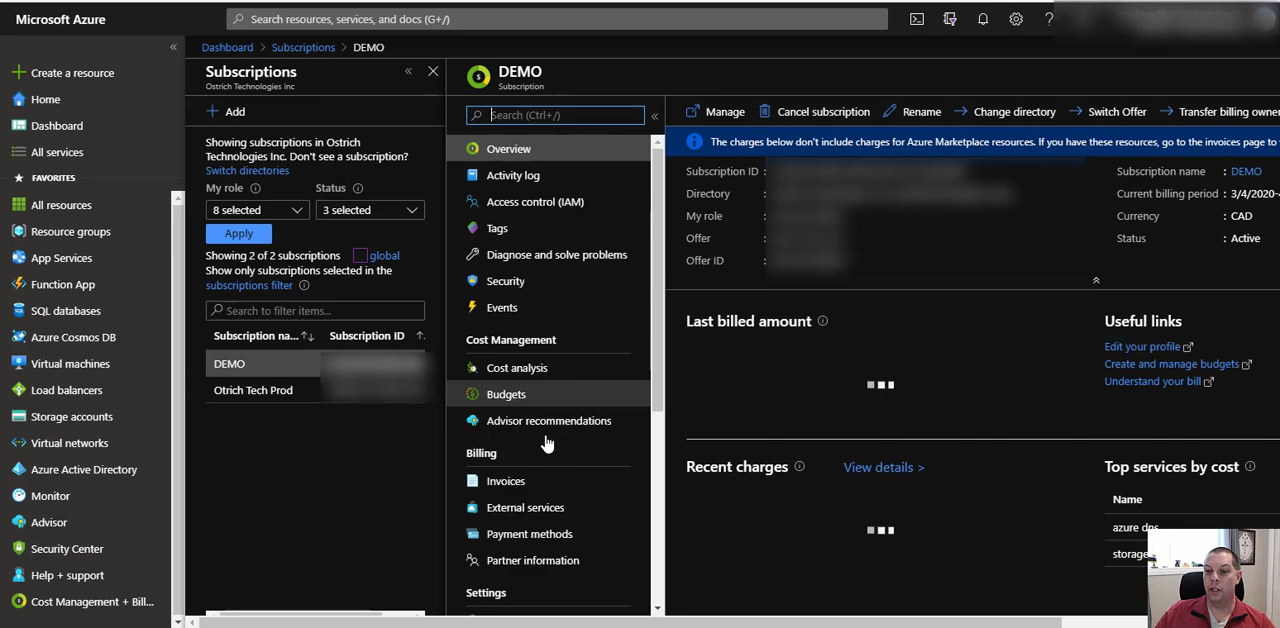 Microsoft Azure
Search resources, services, and docs (G+/)
Create a resource
Home
Dashboard
All services
FAVORITES
All resources
Resource groups
App Services
Function App
SQL databases
Azure Cosmos DB
Virtual machines
Load balancers
Storage accounts
Virtual networks
Azure Active Directory
Monitor
Advisor
Security Center
Help + support
Cost Management + Bill...
Dashboard > Subscriptions > DEMO
Subscriptions
Ostrich Technologies Inc
Add
Showing subscriptions in Ostrich
Technologies Inc. Don't see a subscription?
Switch directories
My role Status
8 selected 3 selected
Apply
Showing 2 of 2 subscriptions global
Show only subscriptions selected in the
subscriptions filter
Search to filter items...
Subscription na... Subscription ID
DEMO
Otrich Tech Prod
DEMO
Subscription
Search (Ctrl+/)
Overview
Activity log
Access control (IAM)
Tags
Diagnose and solve problems
Security
Events
Cost Management
Cost analysis
Budgets
Advisor recommendations
Billing
Invoices
External services
Payment methods
Partner information
Settings
Manage Cancel subscription Rename Change directory Switch Offer Transfer billing owner
The charges below don't include charges for Azure Marketplace resources. If you have these resources, go to the invoices page to
Subscription ID :
Directory :
My role :
Offer :
Offer ID :
Subscription name : DEMO
Current billing period : 3/4/2020-
Currency : CAD
Status : Active
Last billed amount
Useful links
Edit your profile
Create and manage budgets
Understand your bill
Recent charges View details >
Top services by cost
Name
azure dns
storage